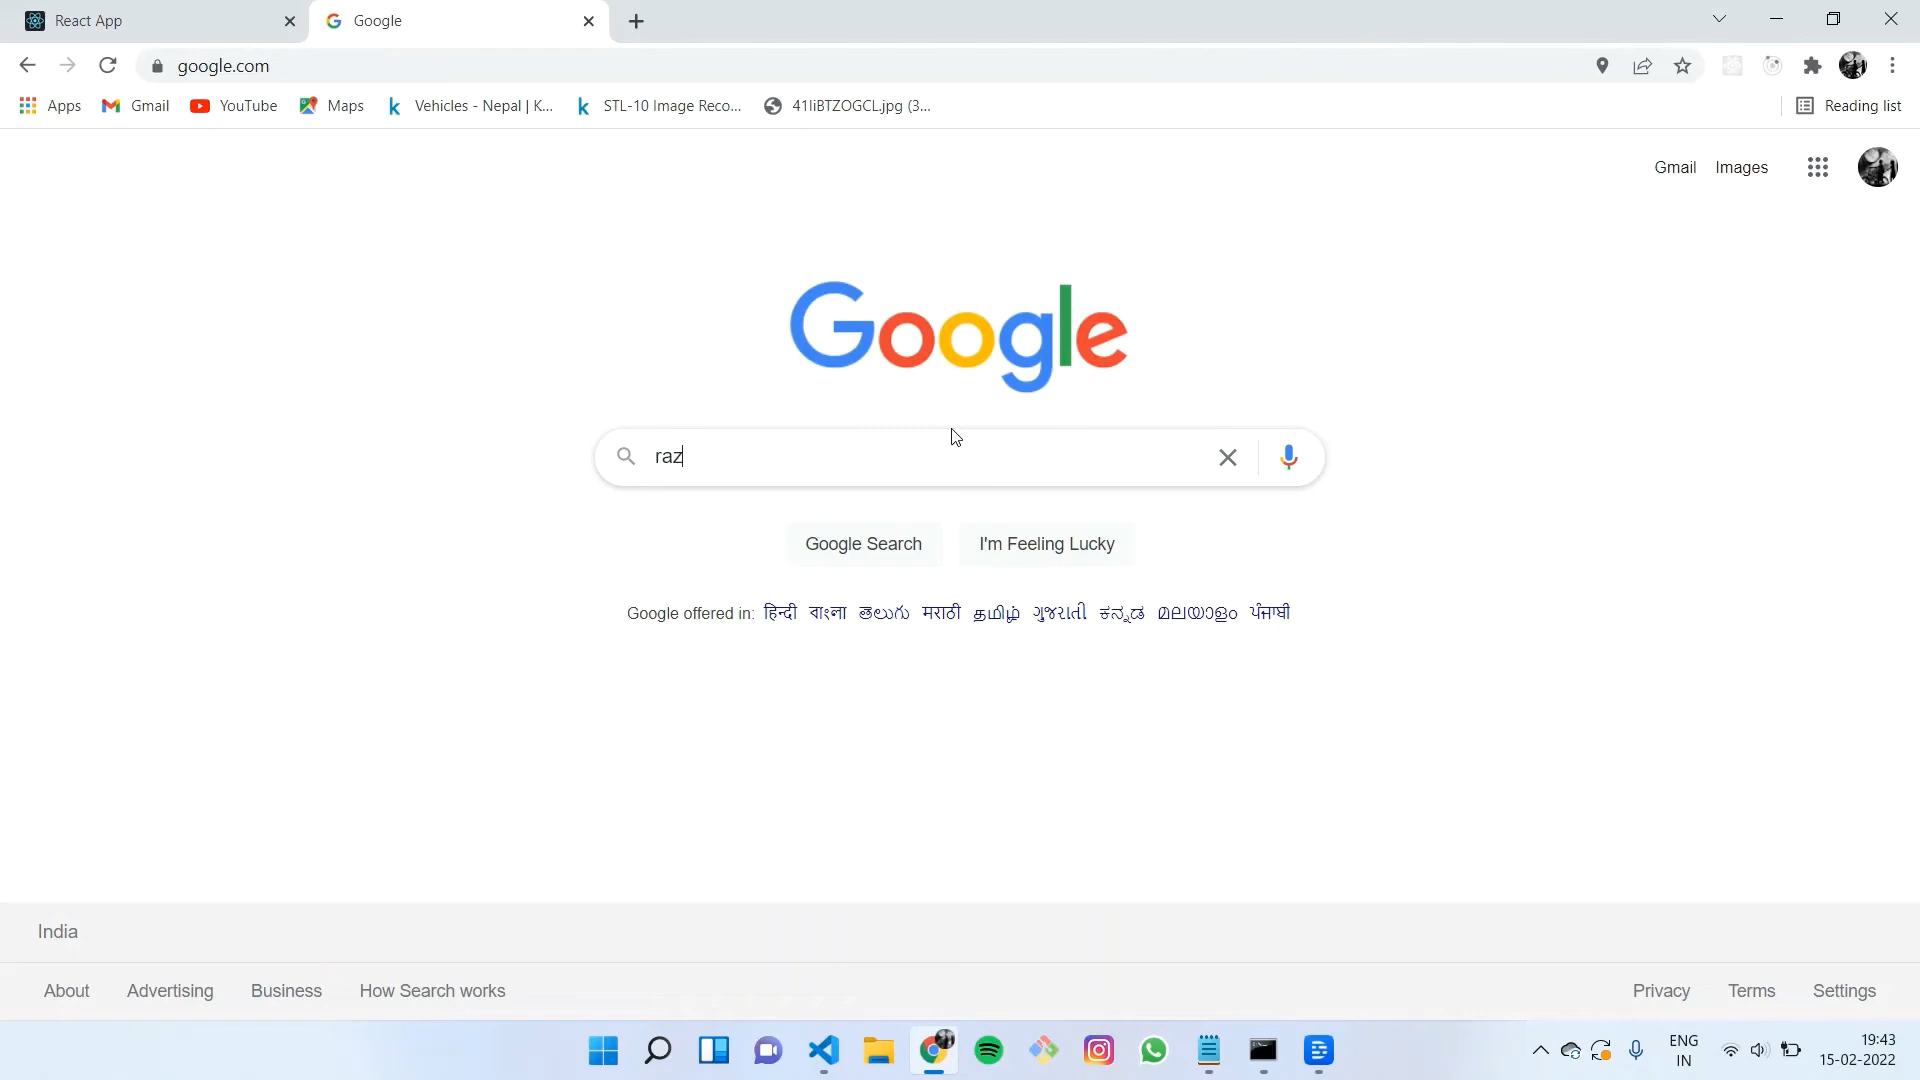 React App
Google
google.com
Apps
Gmail
YouTube
Maps
Vehicles - Nepal | K...
STL-10 Image Reco...
41IiBTZOGCL.jpg (3...
Reading list
Gmail
Images
Google
raz
Google Search
I'm Feeling Lucky
Google offered in: हिन्दी বাংলা తెలుగు मराठी தமிழ் ગુજરાતી ಕನ್ನಡ മലയാളം ਪੰਜਾਬੀ
India
About
Advertising
Business
How Search works
Privacy
Terms
Settings
ENG
IN
19:43
15-02-2022